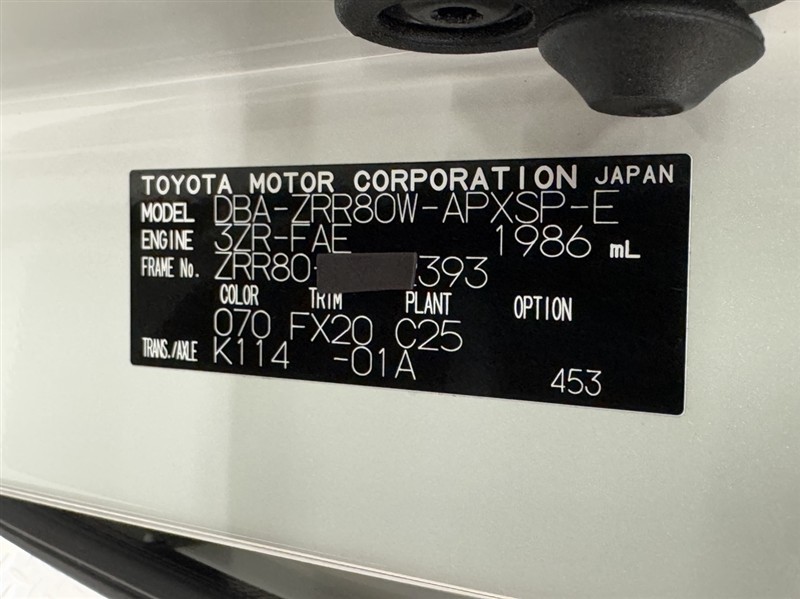 TOYOTA MOTOR CORPORATION JAPAN
MODEL DBA-ZRR80W-APXSP-E
ENGINE 3ZR-FAE 1986 mL
FRAME No. ZRR80- 393
COLOR TRIM PLANT OPTION
070 FX20 C25
TRANS./AXLE K114 -01A
453